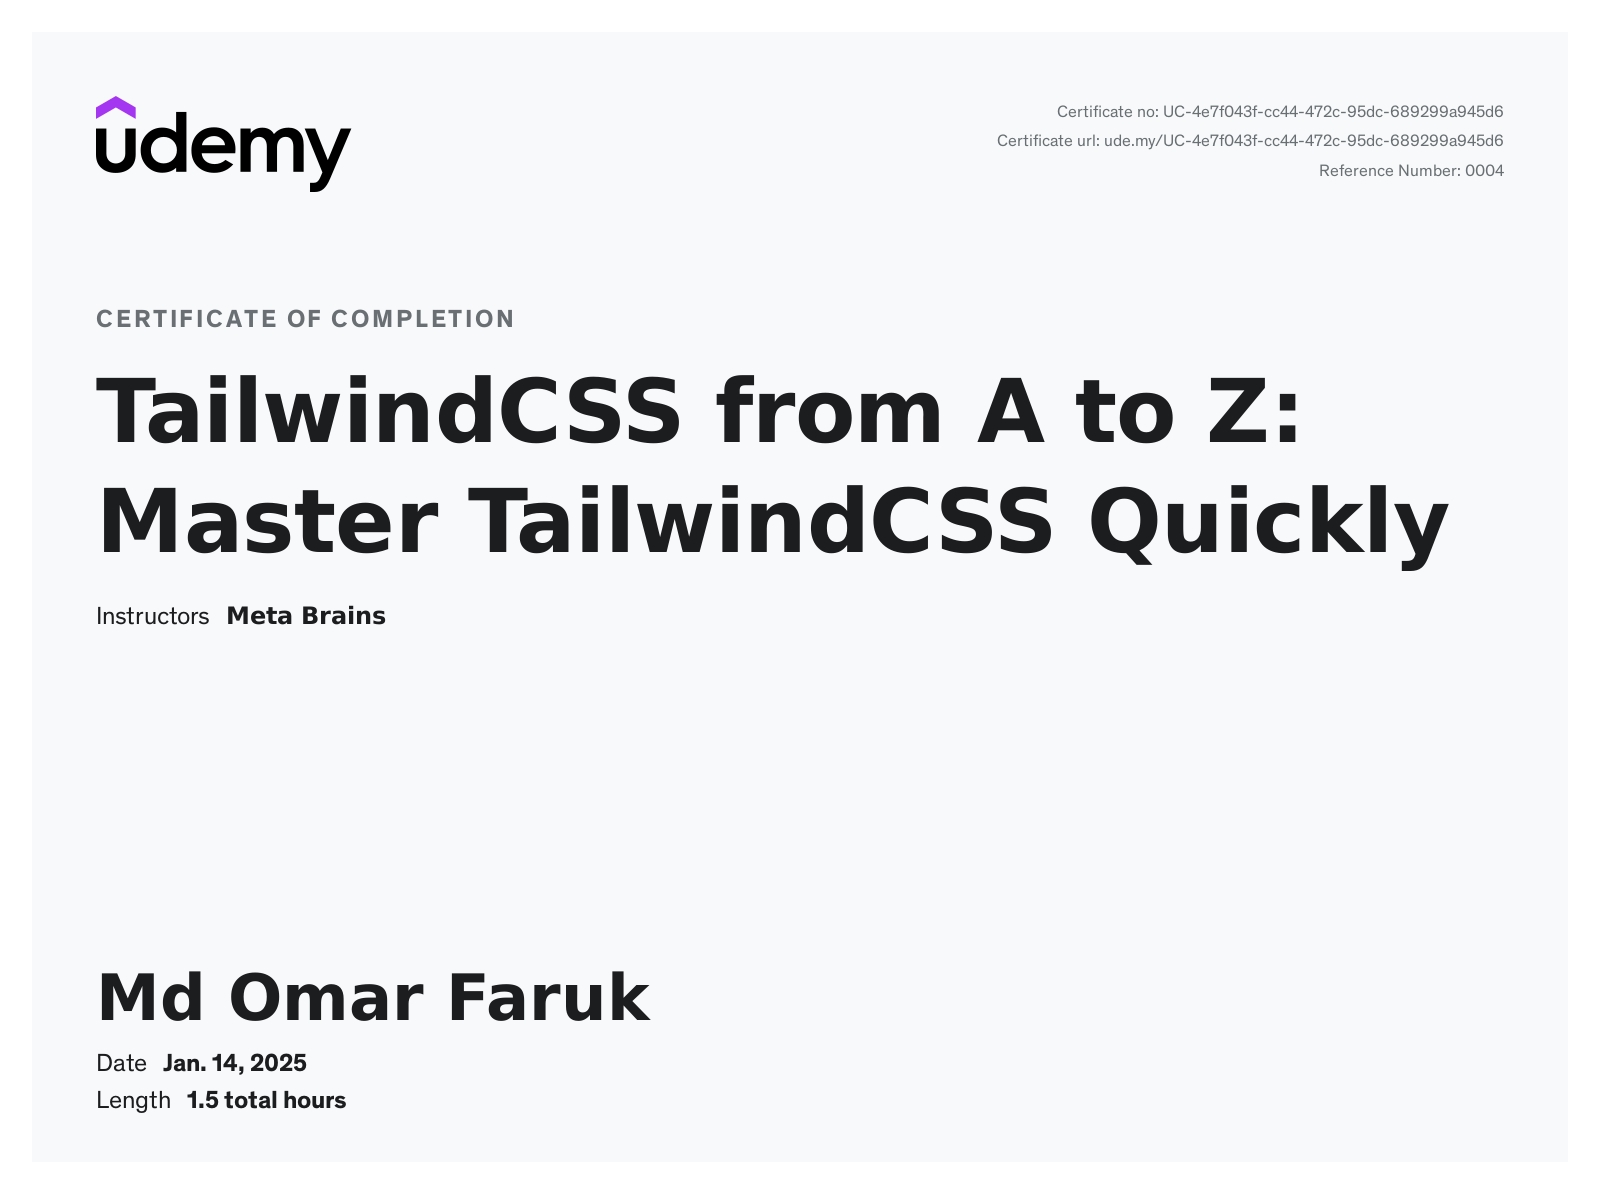 udemy
Certificate no: UC-4e7f043f-cc44-472c-95dc-689299a945d6
Certificate url: ude.my/UC-4e7f043f-cc44-472c-95dc-689299a945d6
Reference Number: 0004
CERTIFICATE OF COMPLETION
TailwindCSS from A to Z:
Master TailwindCSS Quickly
Instructors Meta Brains
Md Omar Faruk
Date Jan. 14, 2025
Length 1.5 total hours